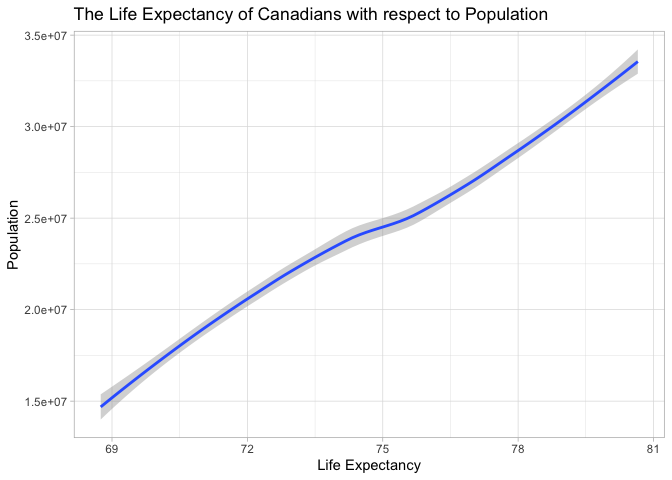 The Life Expectancy of Canadians with respect to Population
3.5e+07
3.0e+07
2.5e+07
2.0e+07
1.5e+07
Population
69 72 75 78 81
Life Expectancy